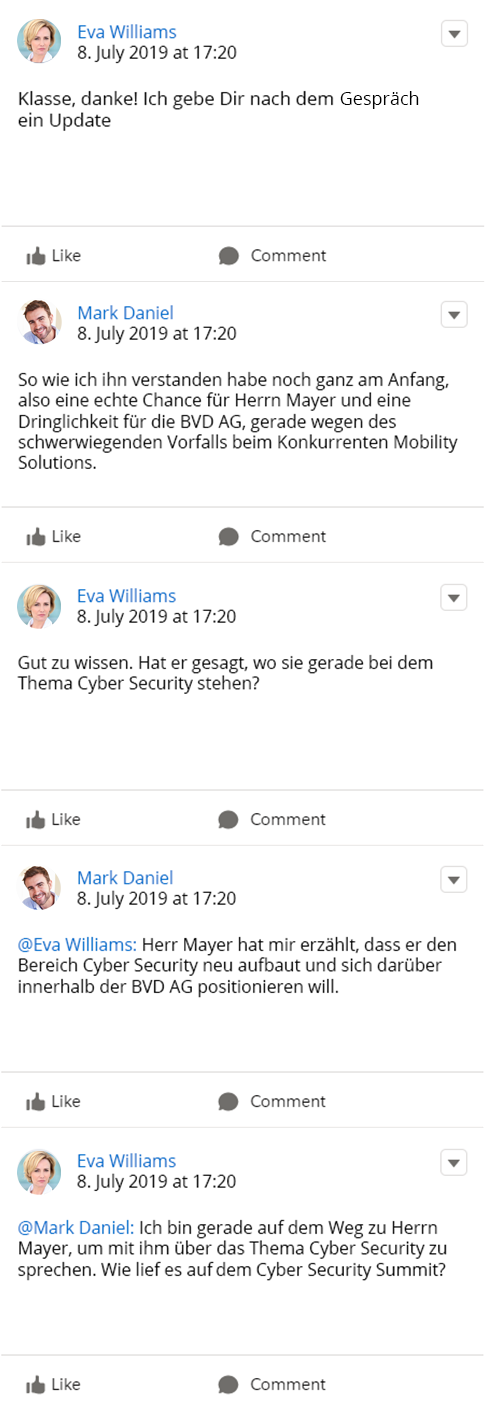 Eva Williams
8. July 2019 at 17:20
Klasse, danke! Ich gebe Dir nach dem Gespräch
ein Update
Like Comment
Mark Daniel
8. July 2019 at 17:20
So wie ich ihn verstanden habe noch ganz am Anfang,
also eine echte Chance für Herrn Mayer und eine
Dringlichkeit für die BVD AG, gerade wegen des
schwerwiegenden Vorfalls beim Konkurrenten Mobility
Solutions.
Like Comment
Eva Williams
8. July 2019 at 17:20
Gut zu wissen. Hat er gesagt, wo sie gerade bei dem
Thema Cyber Security stehen?
Like Comment
Mark Daniel
8. July 2019 at 17:20
@Eva Williams: Herr Mayer hat mir erzählt, dass er den
Bereich Cyber Security neu aufbaut und sich darüber
innerhalb der BVD AG positionieren will.
Like Comment
Eva Williams
8. July 2019 at 17:20
@Mark Daniel: Ich bin gerade auf dem Weg zu Herrn
Mayer, um mit ihm über das Thema Cyber Security zu
sprechen. Wie lief es auf dem Cyber Security Summit?
Like Comment